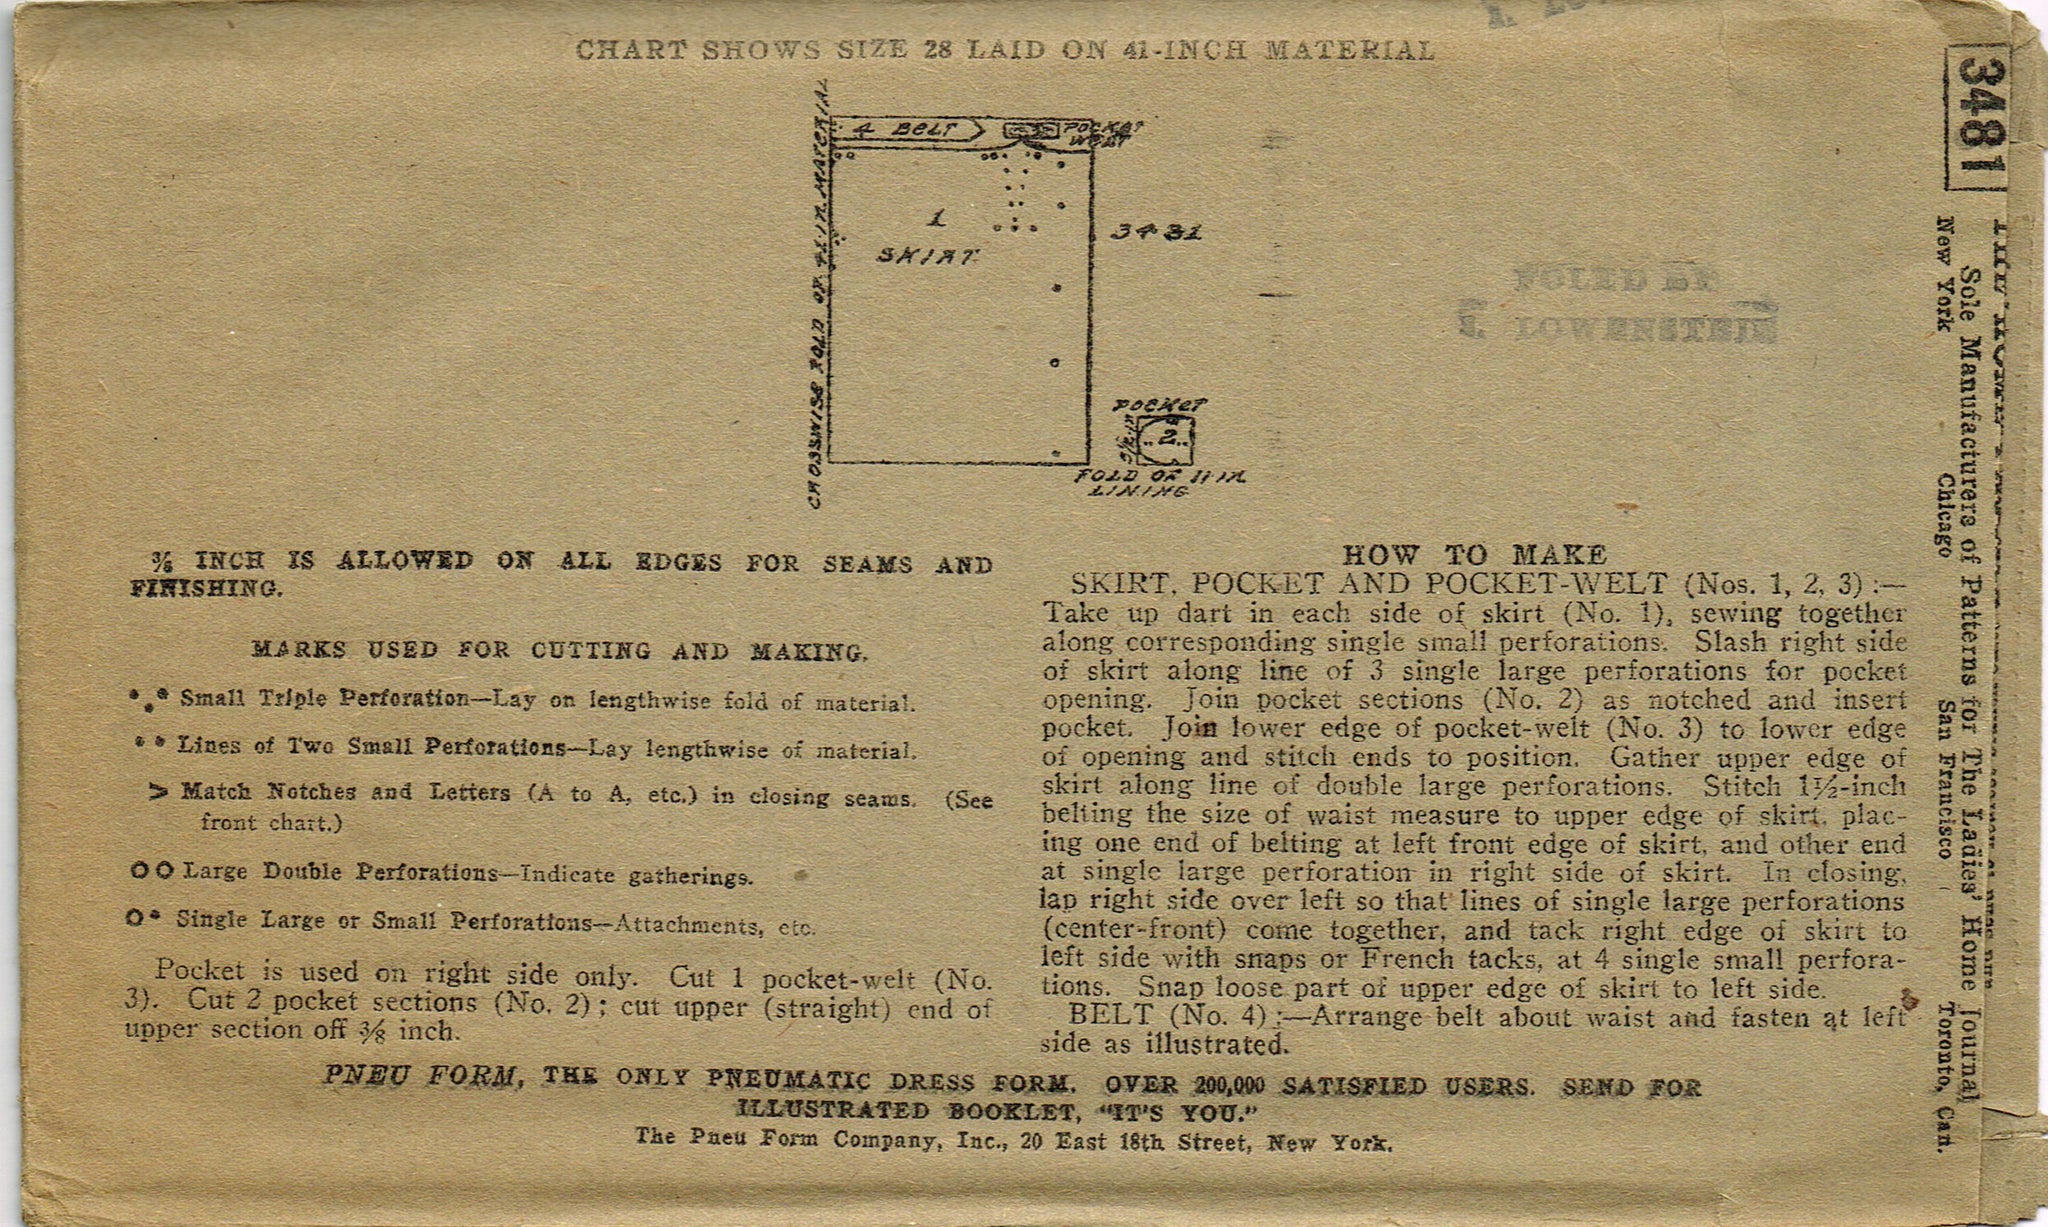 CHART SHOWS SIZE 28 LAID ON 41-INCH MATERIAL
4 BELT
POCKET
WELT
CROSSWISE FOLD OF 41 IN MATERIAL
1
SKIRT
3481
POCKET
2
FOLD OF 11 IN
LINING
FOLED BY
LOWENSTEIN
⅜ INCH IS ALLOWED ON ALL EDGES FOR SEAMS AND
FINISHING.
MARKS USED FOR CUTTING AND MAKING.
Small Triple Perforation—Lay on lengthwise fold of material.
Lines of Two Small Perforations—Lay lengthwise of material.
> Match Notches and Letters (A to A, etc.) in closing seams. (See
front chart.)
Large Double Perforations—Indicate gatherings.
Single Large or Small Perforations—Attachments, etc.
Pocket is used on right side only. Cut 1 pocket-welt (No.
3). Cut 2 pocket sections (No. 2); cut upper (straight) end of
upper section off ⅜ inch.
HOW TO MAKE
SKIRT, POCKET AND POCKET-WELT (Nos. 1, 2, 3) :—
Take up dart in each side of skirt (No. 1), sewing together
along corresponding single small perforations. Slash right side
of skirt along line of 3 single large perforations for pocket
opening. Join pocket sections (No. 2) as notched and insert
pocket. Join lower edge of pocket-welt (No. 3) to lower edge
of opening and stitch ends to position. Gather upper edge of
skirt along line of double large perforations. Stitch 1½-inch
belting the size of waist measure to upper edge of skirt, plac-
ing one end of belting at left front edge of skirt, and other end
at single large perforation in right side of skirt. In closing,
lap right side over left so that lines of single large perforations
(center-front) come together, and tack right edge of skirt to
left side with snaps or French tacks, at 4 single small perfora-
tions. Snap loose part of upper edge of skirt to left side.
BELT (No. 4) :—Arrange belt about waist and fasten at left
side as illustrated.
PNEU FORM, THE ONLY PNEUMATIC DRESS FORM. OVER 200,000 SATISFIED USERS. SEND FOR
ILLUSTRATED BOOKLET, “IT'S YOU.”
The Pneu Form Company, Inc., 20 East 18th Street, New York.
3481
THE HOME
Sole Manufacturers of Patterns for The Ladies' Home Journal
New York Chicago San Francisco Toronto, Can.